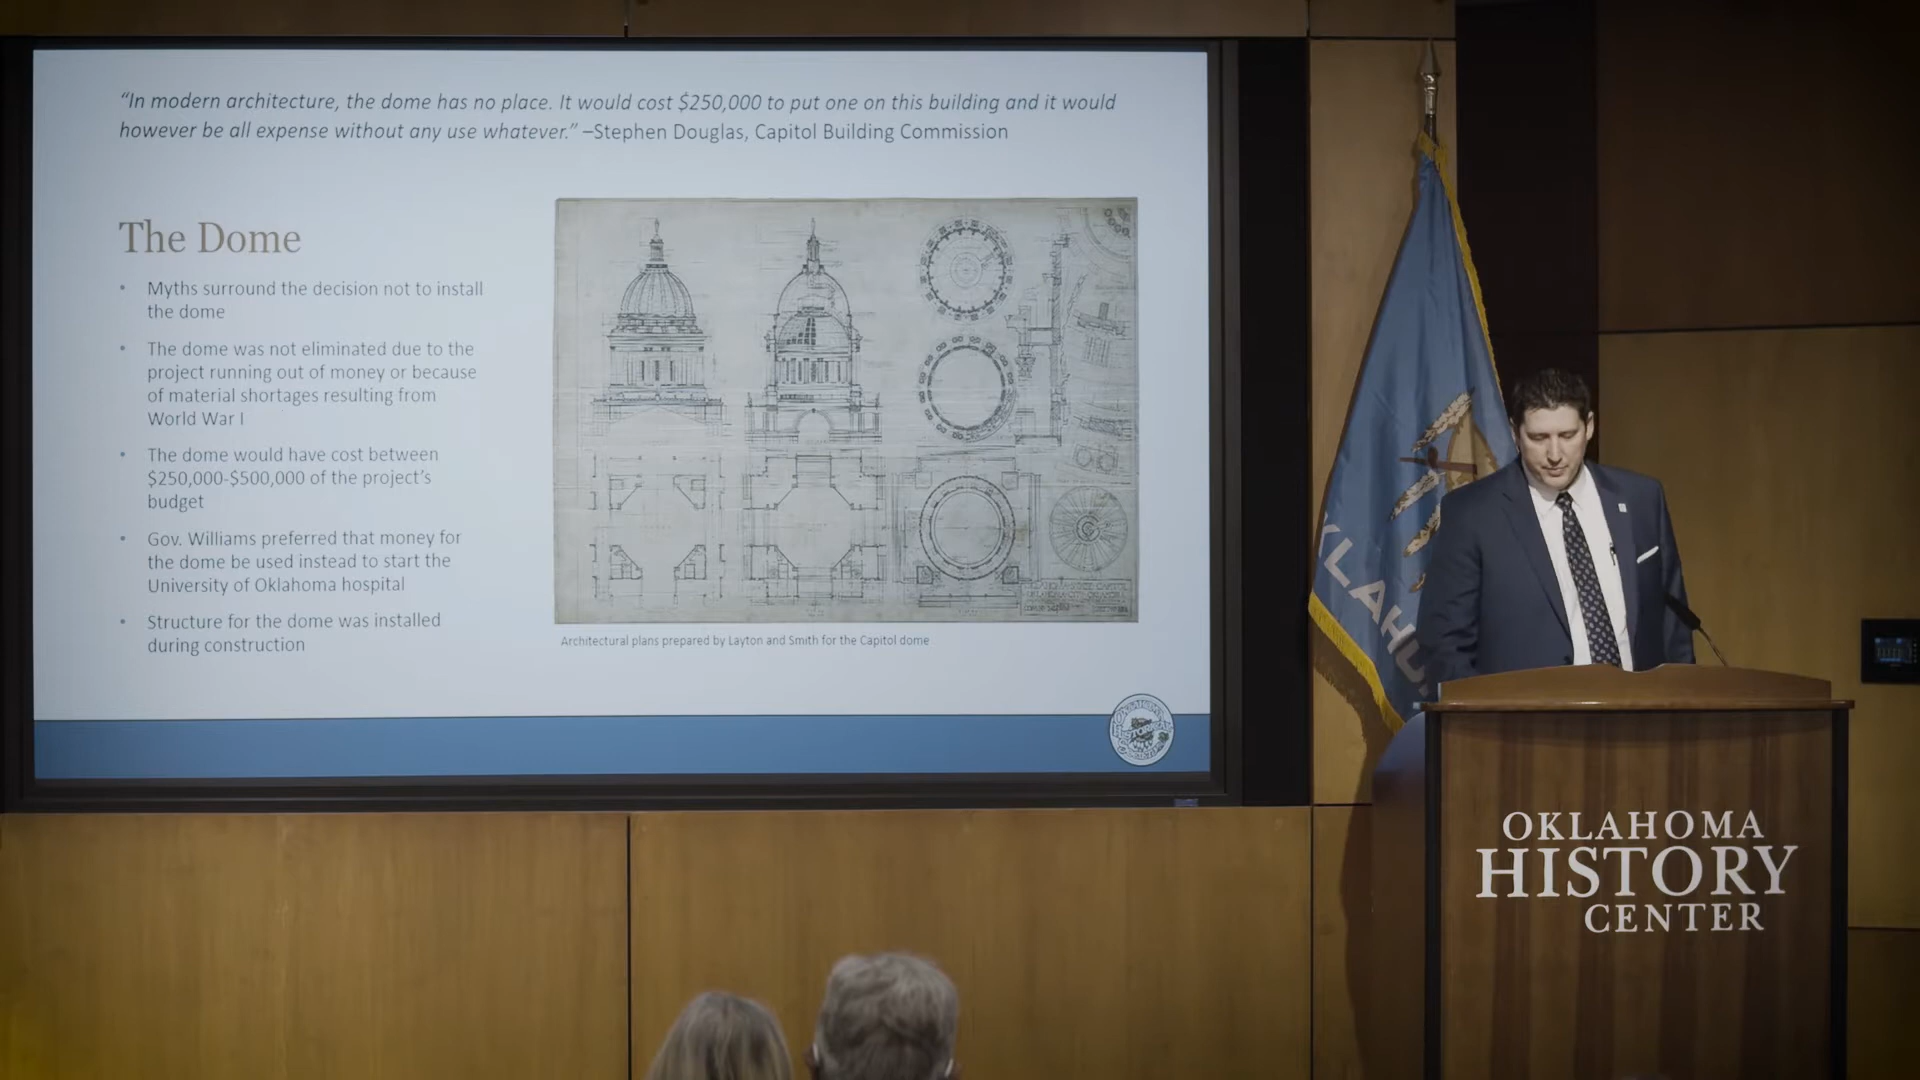 “In modern architecture, the dome has no place. It would cost $250,000 to put one on this building and it would
however be all expense without any use whatever.” –Stephen Douglas, Capitol Building Commission
The Dome
• Myths surround the decision not to install
the dome
• The dome was not eliminated due to the
project running out of money or because
of material shortages resulting from
World War I
• The dome would have cost between
$250,000-$500,000 of the project’s
budget
• Gov. Williams preferred that money for
the dome be used instead to start the
University of Oklahoma hospital
• Structure for the dome was installed
during construction
Architectural plans prepared by Layton and Smith for the Capitol dome
OKLAHOMA
HISTORY
CENTER